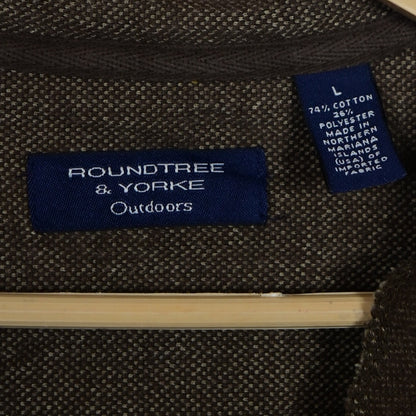 ROUNDTREE
& YORKE
Outdoors
L
74% COTTON
26%
POLYESTER
MADE IN
NORTHERN
MARIANA
ISLANDS
(USA) OF
IMPORTED
FABRIC